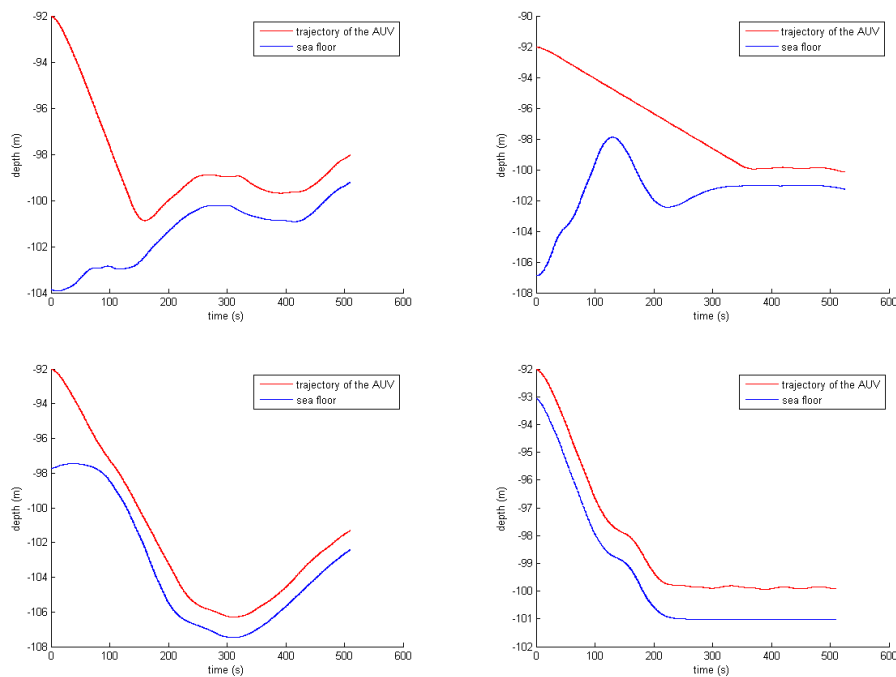 -92
-94
-96
-98
-100
-102
-104
depth (m)
0 100 200 300 400 500 600
time (s)
trajectory of the AUV
sea floor
-90
-92
-94
-96
-98
-100
-102
-104
-106
-108
depth (m)
0 100 200 300 400 500 600
time (s)
trajectory of the AUV
sea floor
-92
-94
-96
-98
-100
-102
-104
-106
-108
depth (m)
0 100 200 300 400 500 600
time (s)
trajectory of the AUV
sea floor
-92
-93
-94
-95
-96
-97
-98
-99
-100
-101
-102
depth (m)
0 100 200 300 400 500 600
time (s)
trajectory of the AUV
sea floor